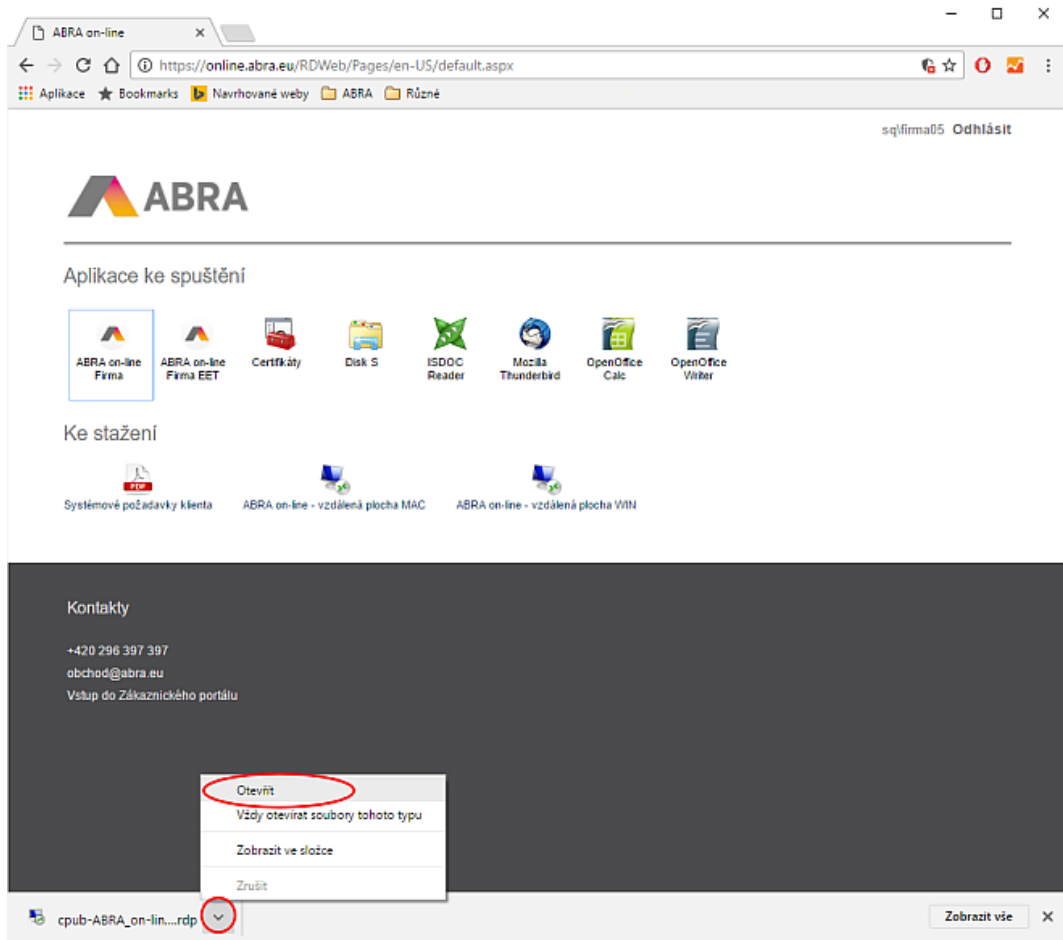 ABRA on-line
https://online.abra.eu/RDWeb/Pages/en-US/default.aspx
Aplikace Bookmarks Navrhované weby ABRA Různé
sq\firma05 Odhlásit
ABRA
Aplikace ke spuštění
ABRA on-line Firma
ABRA on-line Firma EET
Certifikáty
Disk S
ISDOC Reader
Mozilla Thunderbird
OpenOffice Calc
OpenOffice Writer
Ke stažení
PDF
Systémové požadavky klienta
ABRA on-line - vzdálená plocha MAC
ABRA on-line - vzdálená plocha WIN
Kontakty
+420 296 397 397
obchod@abra.eu
Vstup do Zákaznického portálu
Otevřít
Vždy otevírat soubory tohoto typu
Zobrazit ve složce
Zrušit
cpub-ABRA_on-lin....rdp
Zobrazit vše